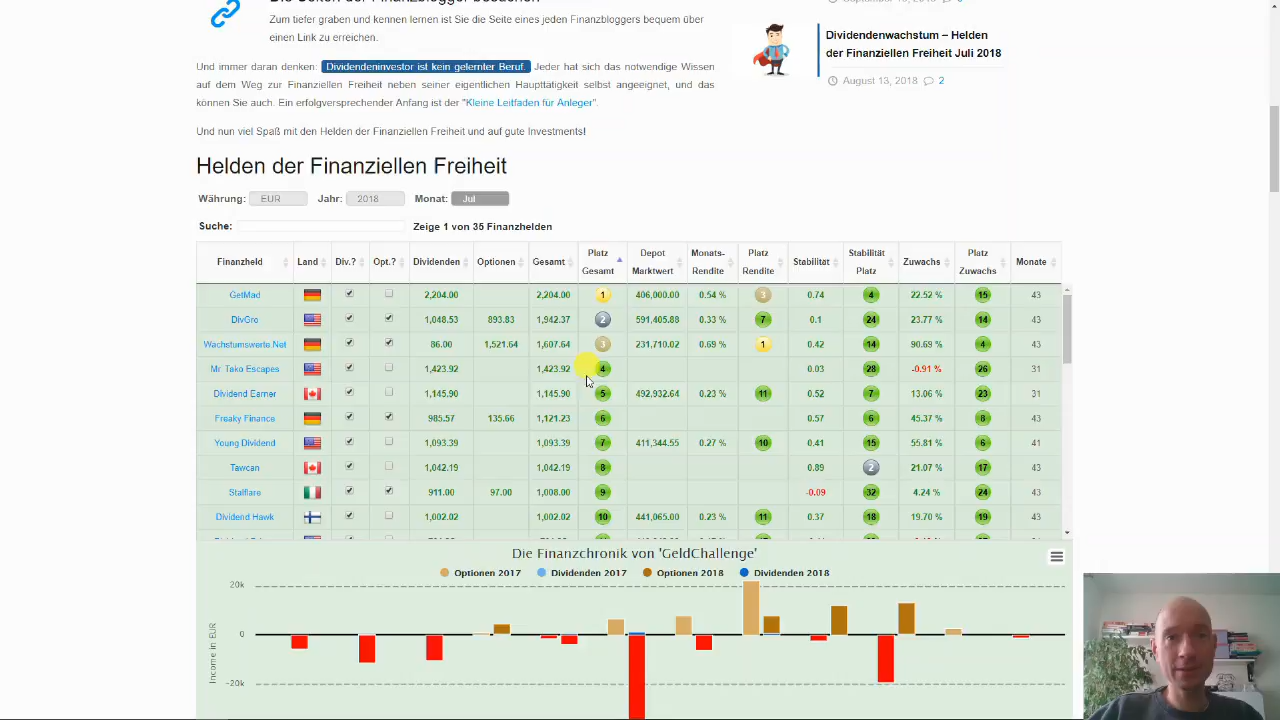 Zum tiefer graben und kennen lernen ist Sie die Seite eines jeden Finanzbloggers bequem über
einen Link zu erreichen.
Und immer daran denken: Dividendeninvestor ist kein gelernter Beruf. Jeder hat sich das notwendige Wissen
auf dem Weg zur Finanziellen Freiheit neben seiner eigentlichen Haupttätigkeit selbst angeeignet, und das
können Sie auch. Ein erfolgversprechender Anfang ist der "Kleine Leitfaden für Anleger".
Und nun viel Spaß mit den Helden der Finanziellen Freiheit und auf gute Investments!
Dividendenwachstum – Helden
der Finanziellen Freiheit Juli 2018
August 13, 2018 2
Helden der Finanziellen Freiheit
Währung: EUR Jahr: 2018 Monat: Jul
Suche: Zeige 1 von 35 Finanzhelden
Finanzheld Land Div.? Opt.? Dividenden Optionen Gesamt Platz Gesamt Depot Marktwert Monats-Rendite Platz Rendite Stabilität Stabilität Platz Zuwachs Platz Zuwachs Monate
GetMad 2,204.00 2,204.00 1 406,000.00 0.54 % 3 0.74 4 22.52 % 15 43
DivGro 1,048.53 893.83 1,942.37 2 591,405.88 0.33 % 7 0.1 24 23.77 % 14 43
Wachstumswerte.Net 86.00 1,521.64 1,607.64 3 231,710.02 0.69 % 1 0.42 14 90.69 % 4 43
Mr. Tako Escapes 1,423.92 1,423.92 4 0.03 28 -0.91 % 26 31
Dividend Earner 1,145.90 1,145.90 5 492,932.64 0.23 % 11 0.52 7 13.06 % 23 31
Freaky Finance 985.57 135.66 1,121.23 6 0.57 6 45.37 % 8 31
Young Dividend 1,093.39 1,093.39 7 411,344.55 0.27 % 10 0.41 15 55.81 % 6 41
Tawcan 1,042.19 1,042.19 8 0.89 2 21.07 % 17 43
Stalflare 911.00 97.00 1,008.00 9 -0.09 32 4.24 % 24 43
Dividend Hawk 1,002.02 1,002.02 10 441,065.00 0.23 % 11 0.37 18 19.70 % 19 43
Die Finanzchronik von 'GeldChallenge'
Optionen 2017 Dividenden 2017 Optionen 2018 Dividenden 2018
20k
0
-20k
Income in EUR